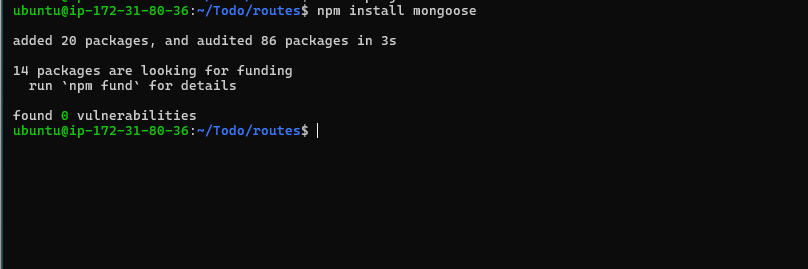 ubuntu@ip-172-31-80-36:~/Todo/routes$ npm install mongoose
added 20 packages, and audited 86 packages in 3s
14 packages are looking for funding
  run `npm fund` for details
found 0 vulnerabilities
ubuntu@ip-172-31-80-36:~/Todo/routes$